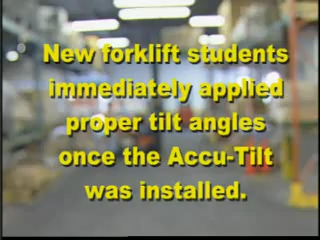 New forklift students
immediately applied
proper tilt angles
once the Accu-Tilt
was installed.